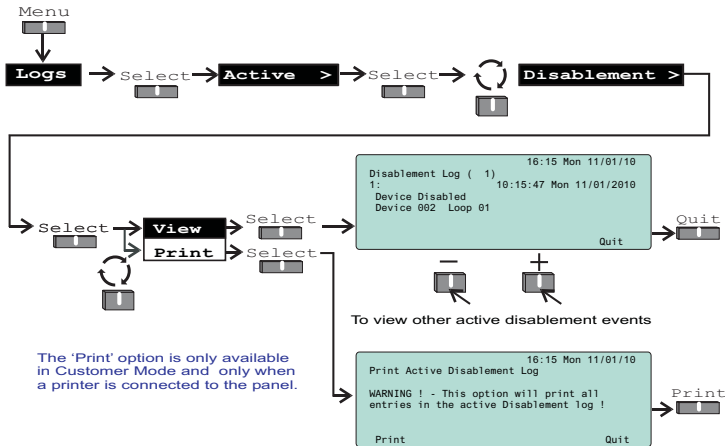 Menu
Logs
Select
Active >
Select
Disablement >
Select
View
Print
Select
Select
16:15 Mon 11/01/10
Disablement Log ( 1)
1: 10:15:47 Mon 11/01/2010
Device Disabled
Device 002 Loop 01
Quit
Quit
– +
To view other active disablement events
The ‘Print’ option is only available
in Customer Mode and only when
a printer is connected to the panel.
16:15 Mon 11/01/10
Print Active Disablement Log
WARNING ! - This option will print all
entries in the active Disablement log !
Print Quit
Print